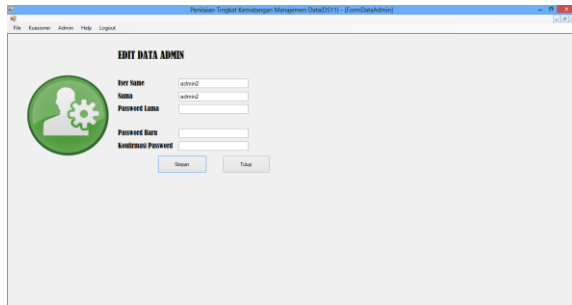 Penilaian Tingkat Kematangan Manajemen Data(DS11) - [FormDataAdmin]
File Kuesioner Admin Help Logout
EDIT DATA ADMIN
User Name admin2
Nama admin2
Password Lama
Password Baru
Konfirmasi Password
Simpan Tutup